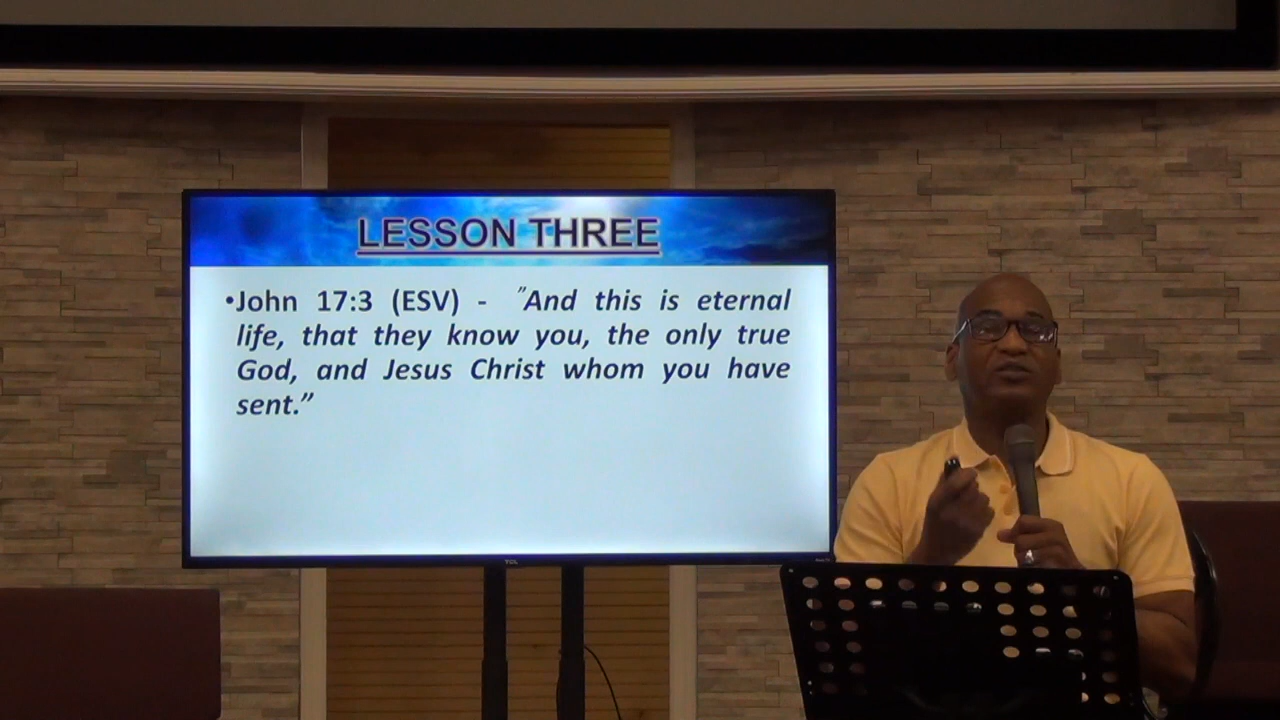 LESSON THREE
•John 17:3 (ESV) - "And this is eternal
life, that they know you, the only true
God, and Jesus Christ whom you have
sent.”
TCL